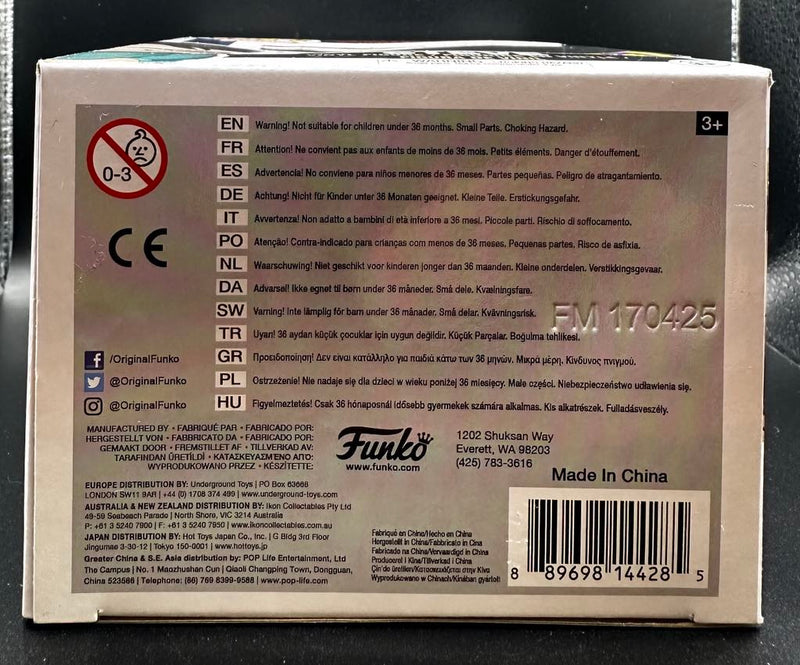 0-3
EN Warning! Not suitable for children under 36 months. Small Parts. Choking Hazard.
3+
FR Attention! Ne convient pas aux enfants de moins de 36 mois. Petits éléments. Danger d'étouffement.
ES Advertencia! No conviene para niños menores de 36 meses. Partes pequeñas. Peligro de atragantamiento.
DE Achtung! Nicht für Kinder unter 36 Monaten geeignet. Kleine Teile. Erstickungsgefahr.
IT Avvertenza! Non adatto a bambini di età inferiore a 36 mesi. Piccole parti. Rischio di soffocamento.
PO Atenção! Contra-indicado para crianças com menos de 36 meses. Pequenas partes. Risco de asfixia.
CE
NL Waarschuwing! Niet geschikt voor kinderen jonger dan 36 maanden. Kleine onderdelen. Verstikkingsgevaar.
DA Advarsel! Ikke egnet til børn under 36 måneder. Små dele. Kvælningsfare.
SW Varning! Inte lämplig för barn under 36 månader. Små delar. Kvävningsrisk.
FM 170425
TR Uyarı! 36 aydan küçük çocuklar için uygun değildir. Küçük Parçalar. Boğulma tehlikesi.
GR Προειδοποίηση! Δεν είναι κατάλληλο για παιδιά κάτω των 36 μηνών. Μικρά μέρη. Κίνδυνος πνιγμού.
PL Ostrzeżenie! Nie nadaje się dla dzieci w wieku poniżej 36 miesięcy. Małe części. Niebezpieczeństwo udławienia się.
HU Figyelmeztetés! Csak 36 hónaposnál idősebb gyermekek számára alkalmas. Kis alkatrészek. Fulladásveszély.
/OriginalFunko
@OriginalFunko
@OriginalFunko
MANUFACTURED BY • FABRIQUÉ PAR • FABRICADO POR:
HERGESTELLT VON • FABBRICATO DA • FABRICADO POR:
GEMAAKT DOOR • FREMSTILLET AF • TILLVERKAD AV:
TARAFINDAN ÜRETİLDİ • ΚΑΤΑΣΚΕΥΑΣΜΕΝΟ ΑΠΟ:
WYPRODUKOWANO PRZEZ • KÉSZÍTETTE:
Funko
www.funko.com
1202 Shuksan Way
Everett, WA 98203
(425) 783-3616
Made In China
EUROPE DISTRIBUTION BY: Underground Toys | PO BOX 63668
LONDON SW11 9AR | +44 (0) 1708 374 499 | www.underground-toys.com
AUSTRALIA & NEW ZEALAND DISTRIBUTION BY: Ikon Collectables Pty Ltd
49-59 Seabeach Parade | North Shore, VIC 3214 Australia
P: +61 3 5240 7900 | F: +61 3 5240 7950 | www.ikoncollectables.com.au
JAPAN DISTRIBUTION BY: Hot Toys Japan Co., Inc. | G Bldg 3rd Floor
Jingumae 3-30-12 | Tokyo 150-0001 | www.hottoys.jp
Greater China & S.E. Asia distribution by: POP Life Entertainment, Ltd
The Campus | No. 1 Maozhushan Cun | Qiaoli Changping Town, Dongguan,
China 523586 | Telephone: (86) 769 8399-9588 | www.pop-life.com
Fabriqué en Chine/Hecho en China
Hergestellt in China/Fabbricato in Cina
Fabricado na China/Vervaardigd in China
Produceret i Kina/Tillverkad i China
Çin'de üretilen/Κατασκευάζεται στην Κίνα
Wyprodukowano w Chinach/Kínában gyártott
8 89698 14428 5